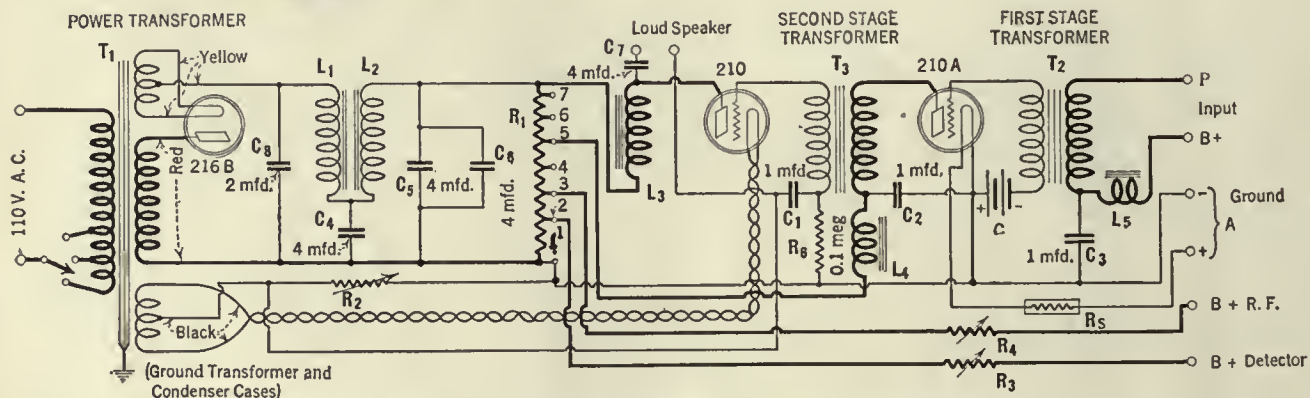 POWER TRANSFORMER
T1
Yellow
216 B
Red
110 V. A.C.
Black
(Ground Transformer and
Condenser Cases)
C8
2 mfd.
L1
L2
C4
4 mfd.
R2
C5
4 mfd.
C6
R1
4 mfd.
7
6
5
4
3
2
1
Loud Speaker
C7
4 mfd.
L3
210
SECOND STAGE
TRANSFORMER
T3
1 mfd.
C1
R6
0.1 meg
L4
210 A
1 mfd.
C2
+
C
-
FIRST STAGE
TRANSFORMER
T2
1 mfd.
C3
L5
P
Input
B+
-
Ground
A
+
R5
B + R. F.
R4
B + Detector
R3